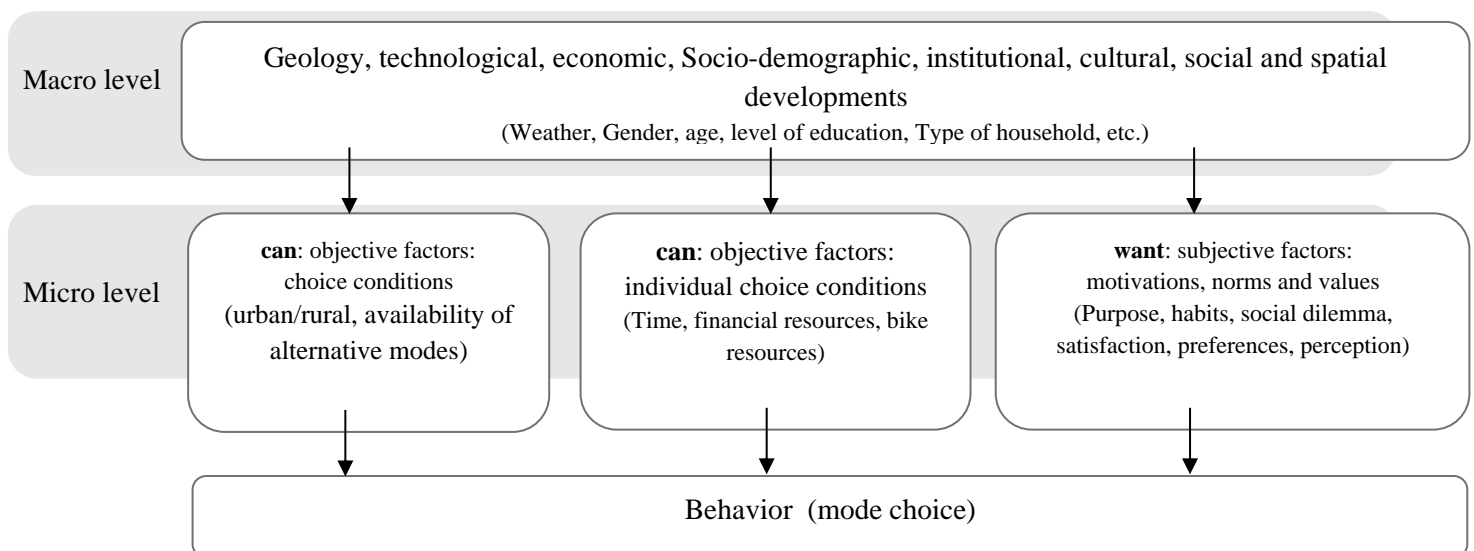 Macro level
Geology, technological, economic, Socio-demographic, institutional, cultural, social and spatial
developments
(Weather, Gender, age, level of education, Type of household, etc.)
Micro level
can: objective factors:
choice conditions
(urban/rural, availability of
alternative modes)
can: objective factors:
individual choice conditions
(Time, financial resources, bike
resources)
want: subjective factors:
motivations, norms and values
(Purpose, habits, social dilemma,
satisfaction, preferences, perception)
Behavior (mode choice)